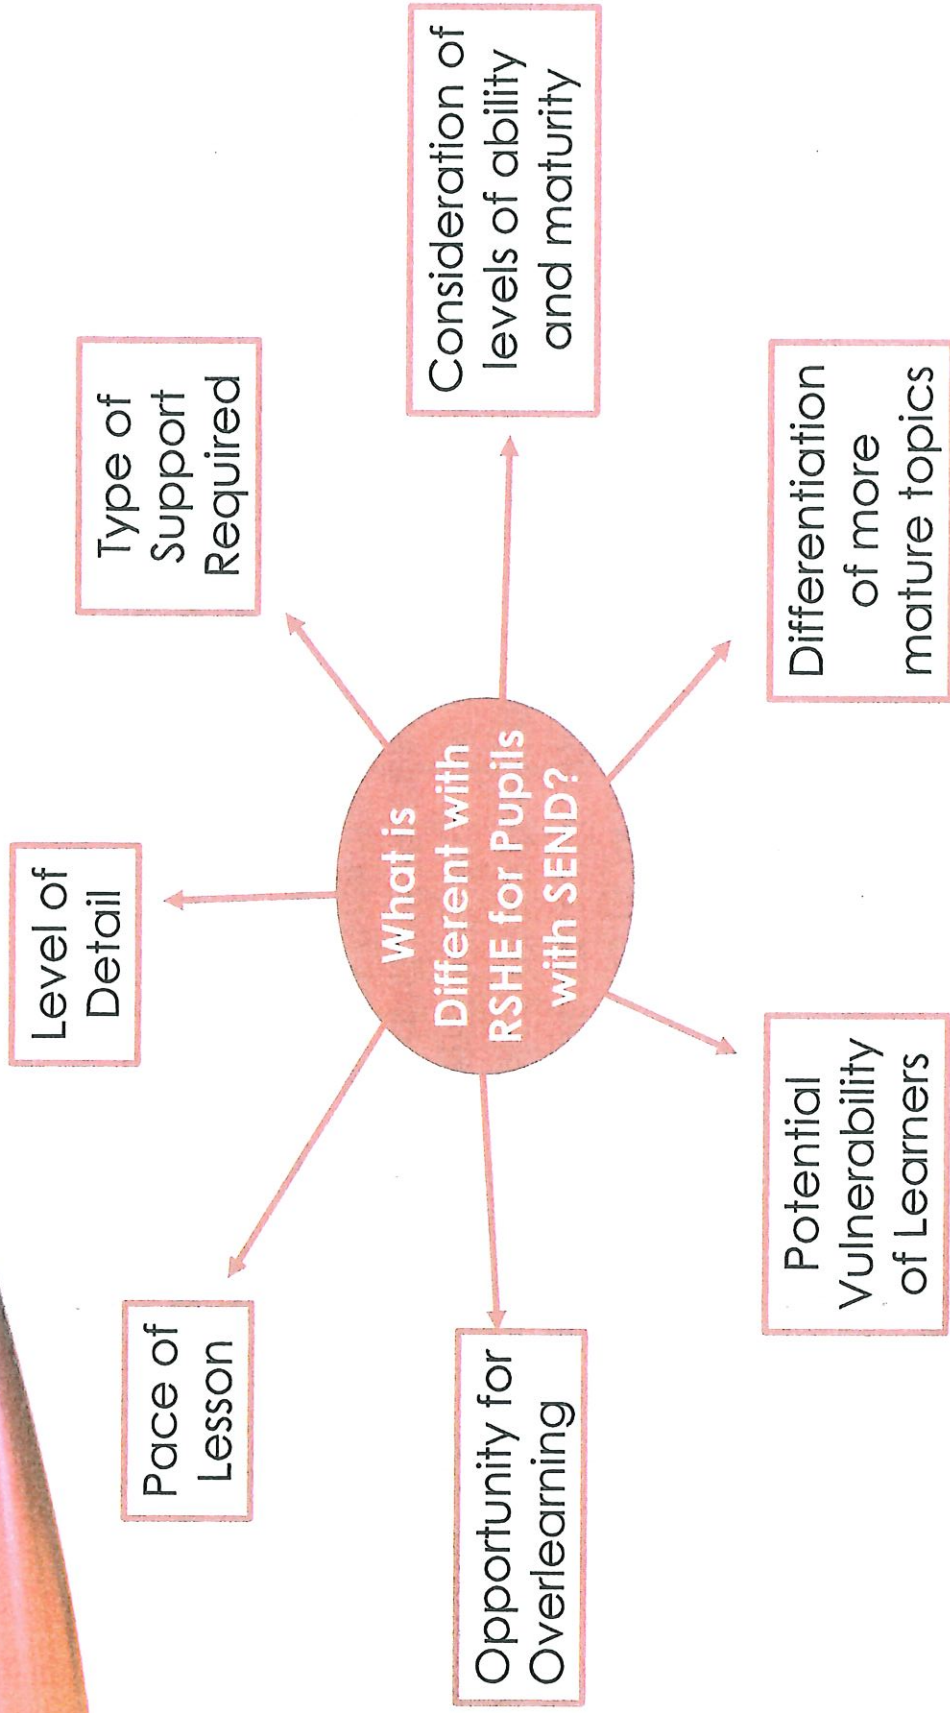 What is
Different with
RSHE for Pupils
with SEND?
Level of
Detail
Type of
Support
Required
Consideration of
levels of ability
and maturity
Differentiation
of more
mature topics
Potential
Vulnerability
of Learners
Opportunity for
Overlearning
Pace of
Lesson